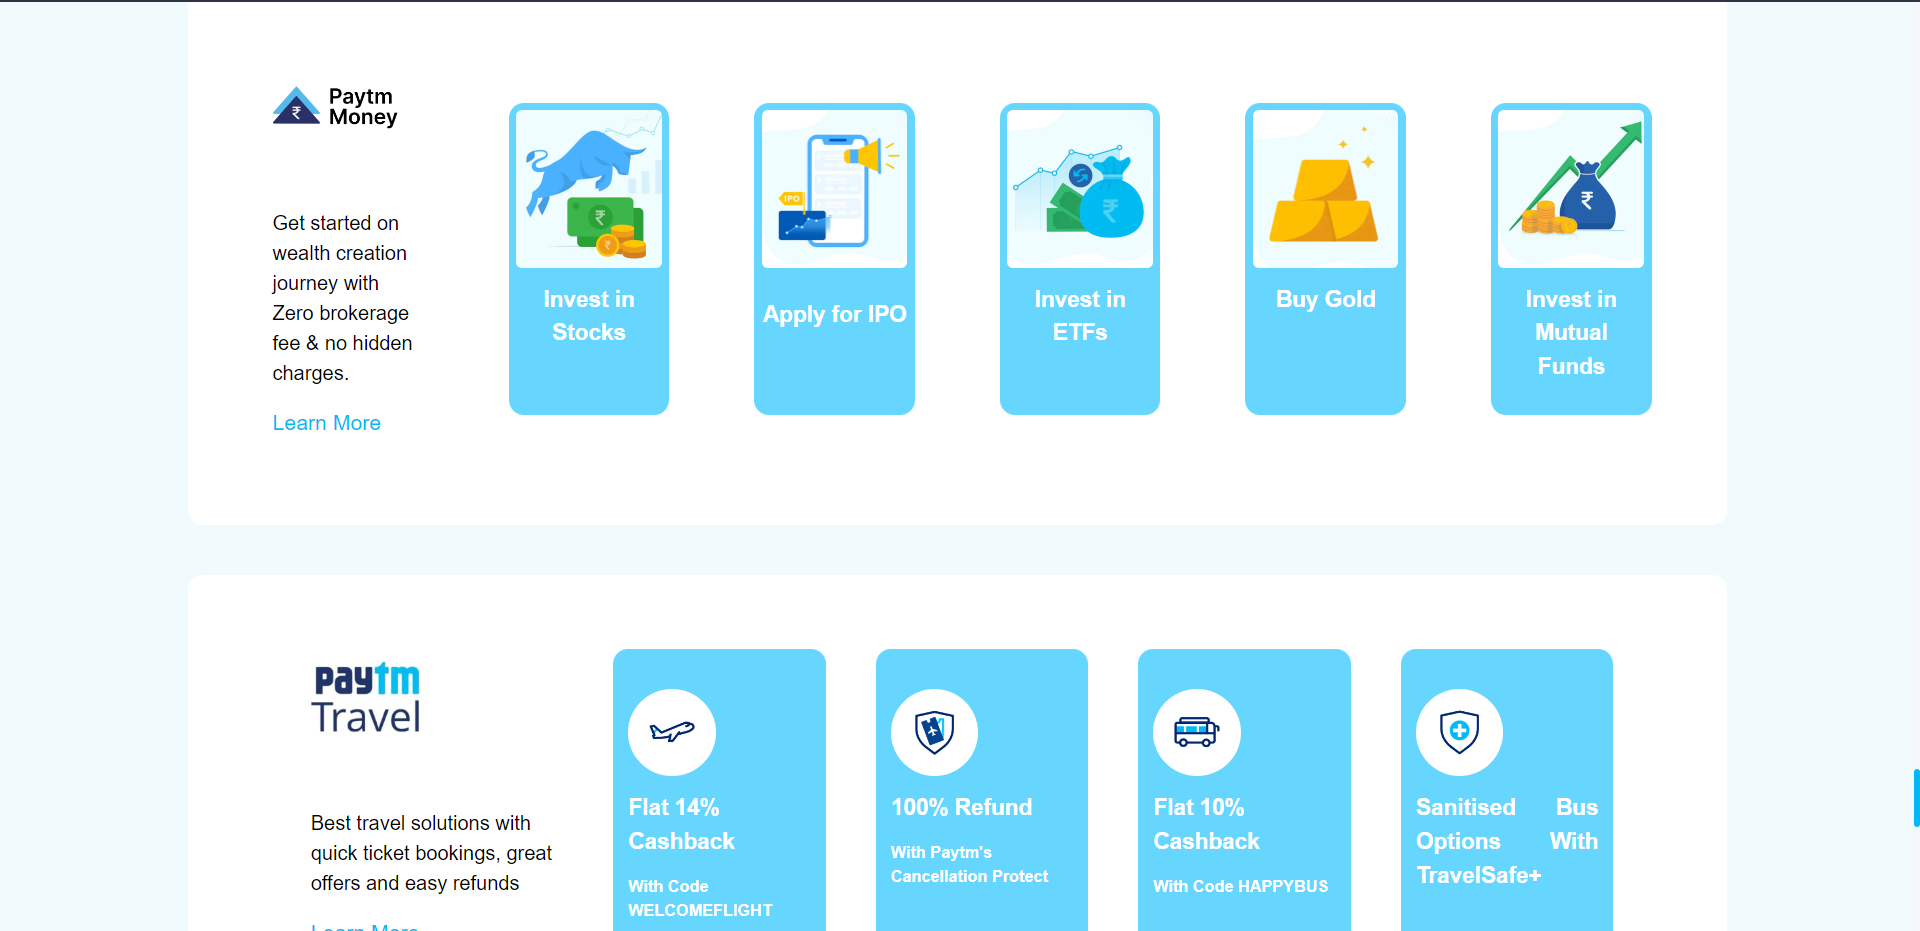 Paytm
Money
Get started on
wealth creation
journey with
Zero brokerage
fee & no hidden
charges.
Learn More
₹
Invest in
Stocks
IPO
Apply for IPO
₹
Invest in
ETFs
Buy Gold
₹
Invest in
Mutual
Funds
paytm
Travel
Best travel solutions with
quick ticket bookings, great
offers and easy refunds
Learn More
Flat 14%
Cashback
With Code
WELCOMEFLIGHT
100% Refund
With Paytm's
Cancellation Protect
Flat 10%
Cashback
With Code HAPPYBUS
Sanitised Bus
Options With
TravelSafe+